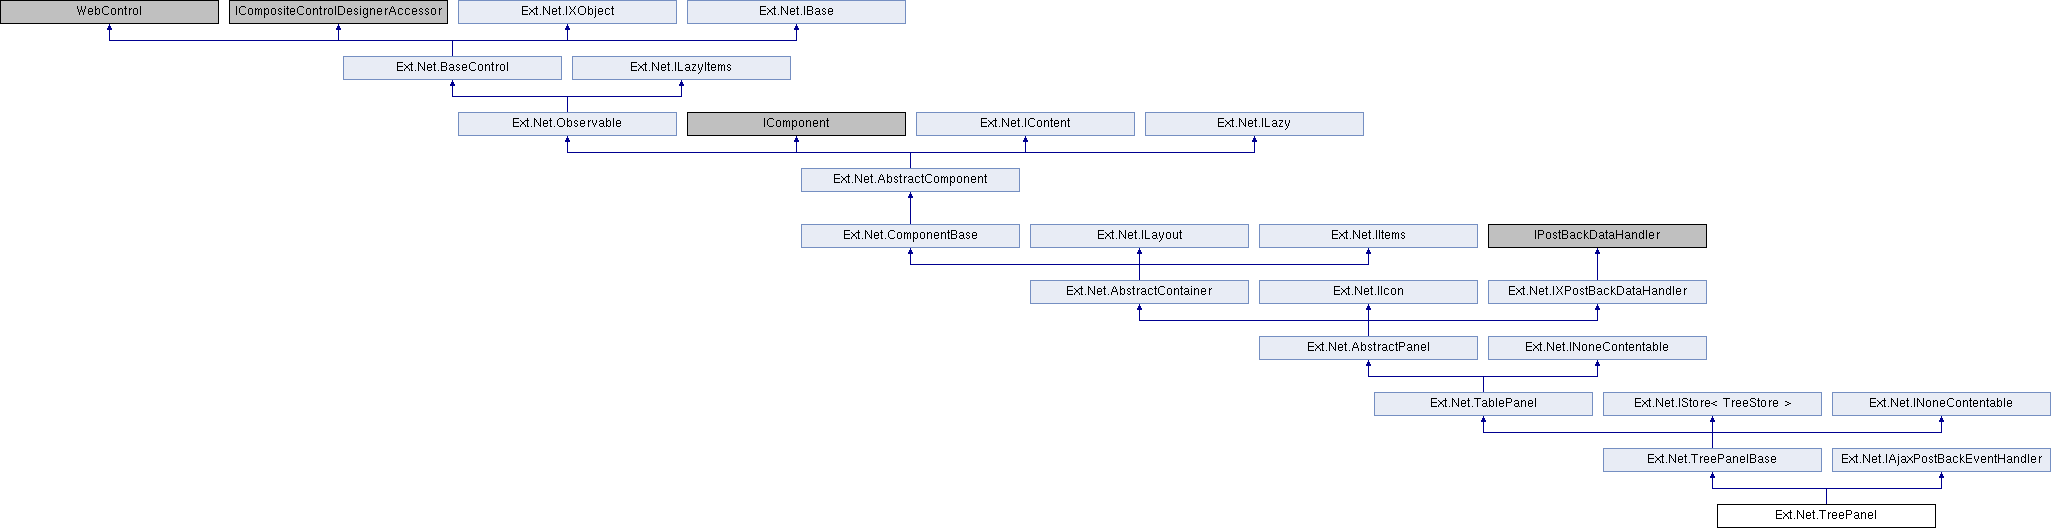 WebControl
ICompositeControlDesignerAccessor
Ext.Net.IXObject
Ext.Net.IBase
Ext.Net.BaseControl
Ext.Net.ILazyItems
Ext.Net.Observable
IComponent
Ext.Net.IContent
Ext.Net.ILazy
Ext.Net.AbstractComponent
Ext.Net.ComponentBase
Ext.Net.ILayout
Ext.Net.IItems
IPostBackDataHandler
Ext.Net.AbstractContainer
Ext.Net.IIcon
Ext.Net.IXPostBackDataHandler
Ext.Net.AbstractPanel
Ext.Net.INoneContentable
Ext.Net.TablePanel
Ext.Net.IStore< TreeStore >
Ext.Net.INoneContentable
Ext.Net.TreePanelBase
Ext.Net.IAjaxPostBackEventHandler
Ext.Net.TreePanel